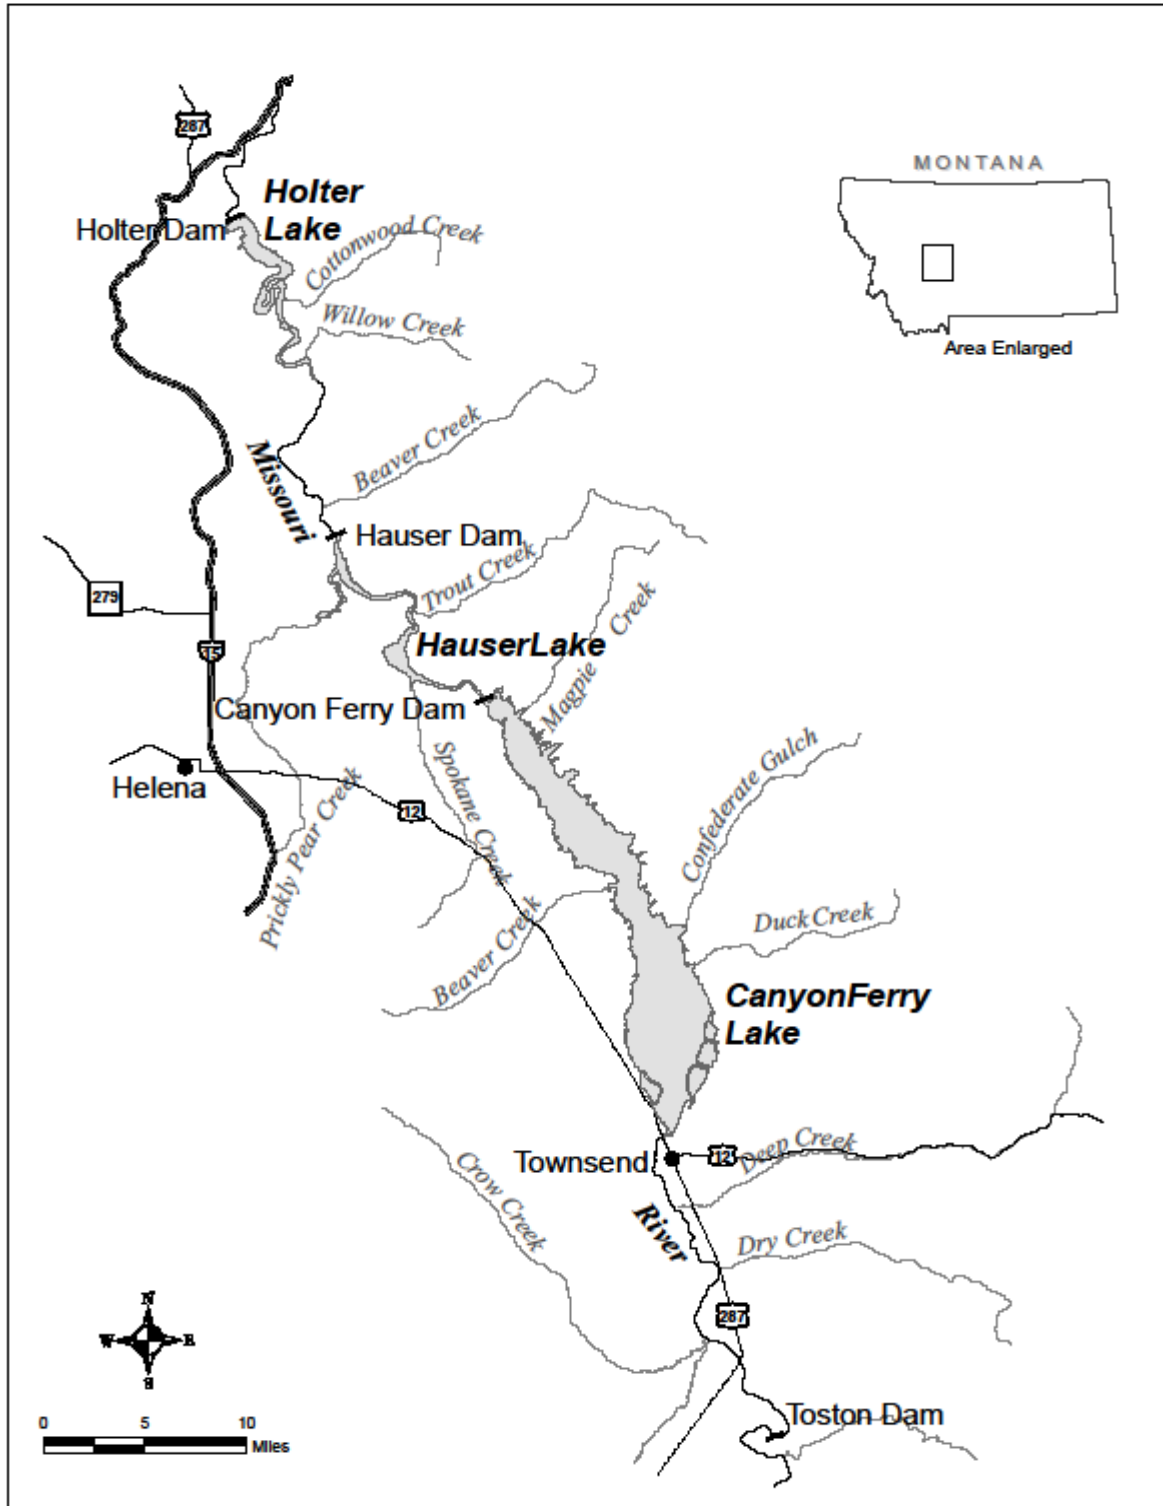 287
MONTANA
Holter
Lake
Holter Dam
Cottonwood Creek
Willow Creek
Area Enlarged
Beaver Creek
Missouri
Hauser Dam
Trout Creek
279
Magpie Creek
HauserLake
15
Canyon Ferry Dam
Spokane Creek
Confederate Gulch
Helena
12
Prickly Pear Creek
Beaver Creek
Duck Creek
CanyonFerry
Lake
Townsend
12
Deep Creek
Crow Creek
River
Dry Creek
N
W E
S
287
Toston Dam
0 5 10
Miles